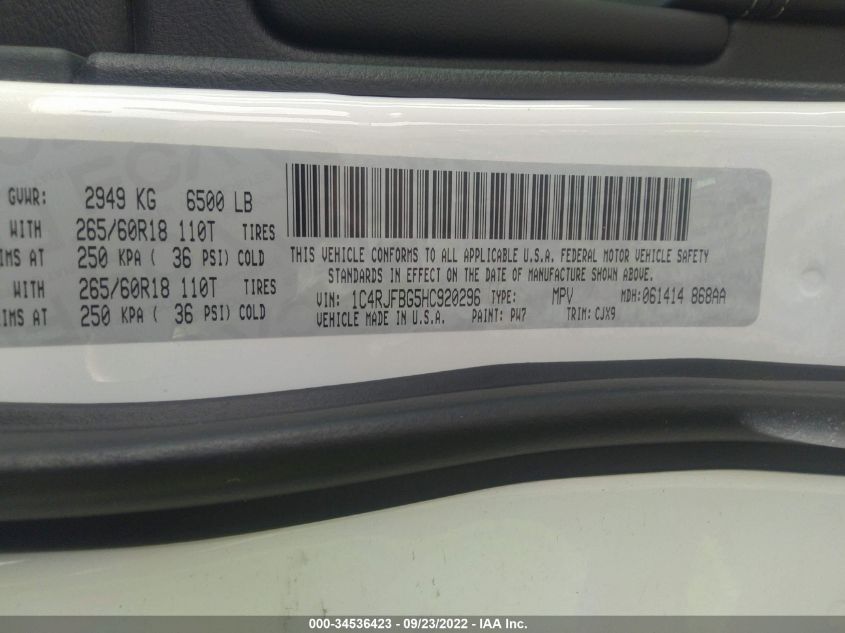 GVWR: 2949 KG 6500 LB
WITH 265/60R18 110T TIRES
IMS AT 250 KPA ( 36 PSI) COLD
WITH 265/60R18 110T TIRES
IMS AT 250 KPA ( 36 PSI) COLD
THIS VEHICLE CONFORMS TO ALL APPLICABLE U.S.A. FEDERAL MOTOR VEHICLE SAFETY
STANDARDS IN EFFECT ON THE DATE OF MANUFACTURE SHOWN ABOVE.
VIN: 1C4RJFBG5HC920296 TYPE: MPV MDH:061414 868AA
VEHICLE MADE IN U.S.A. PAINT: PW7 TRIM: CJX9
000-34536423 - 09/23/2022 - IAA Inc.